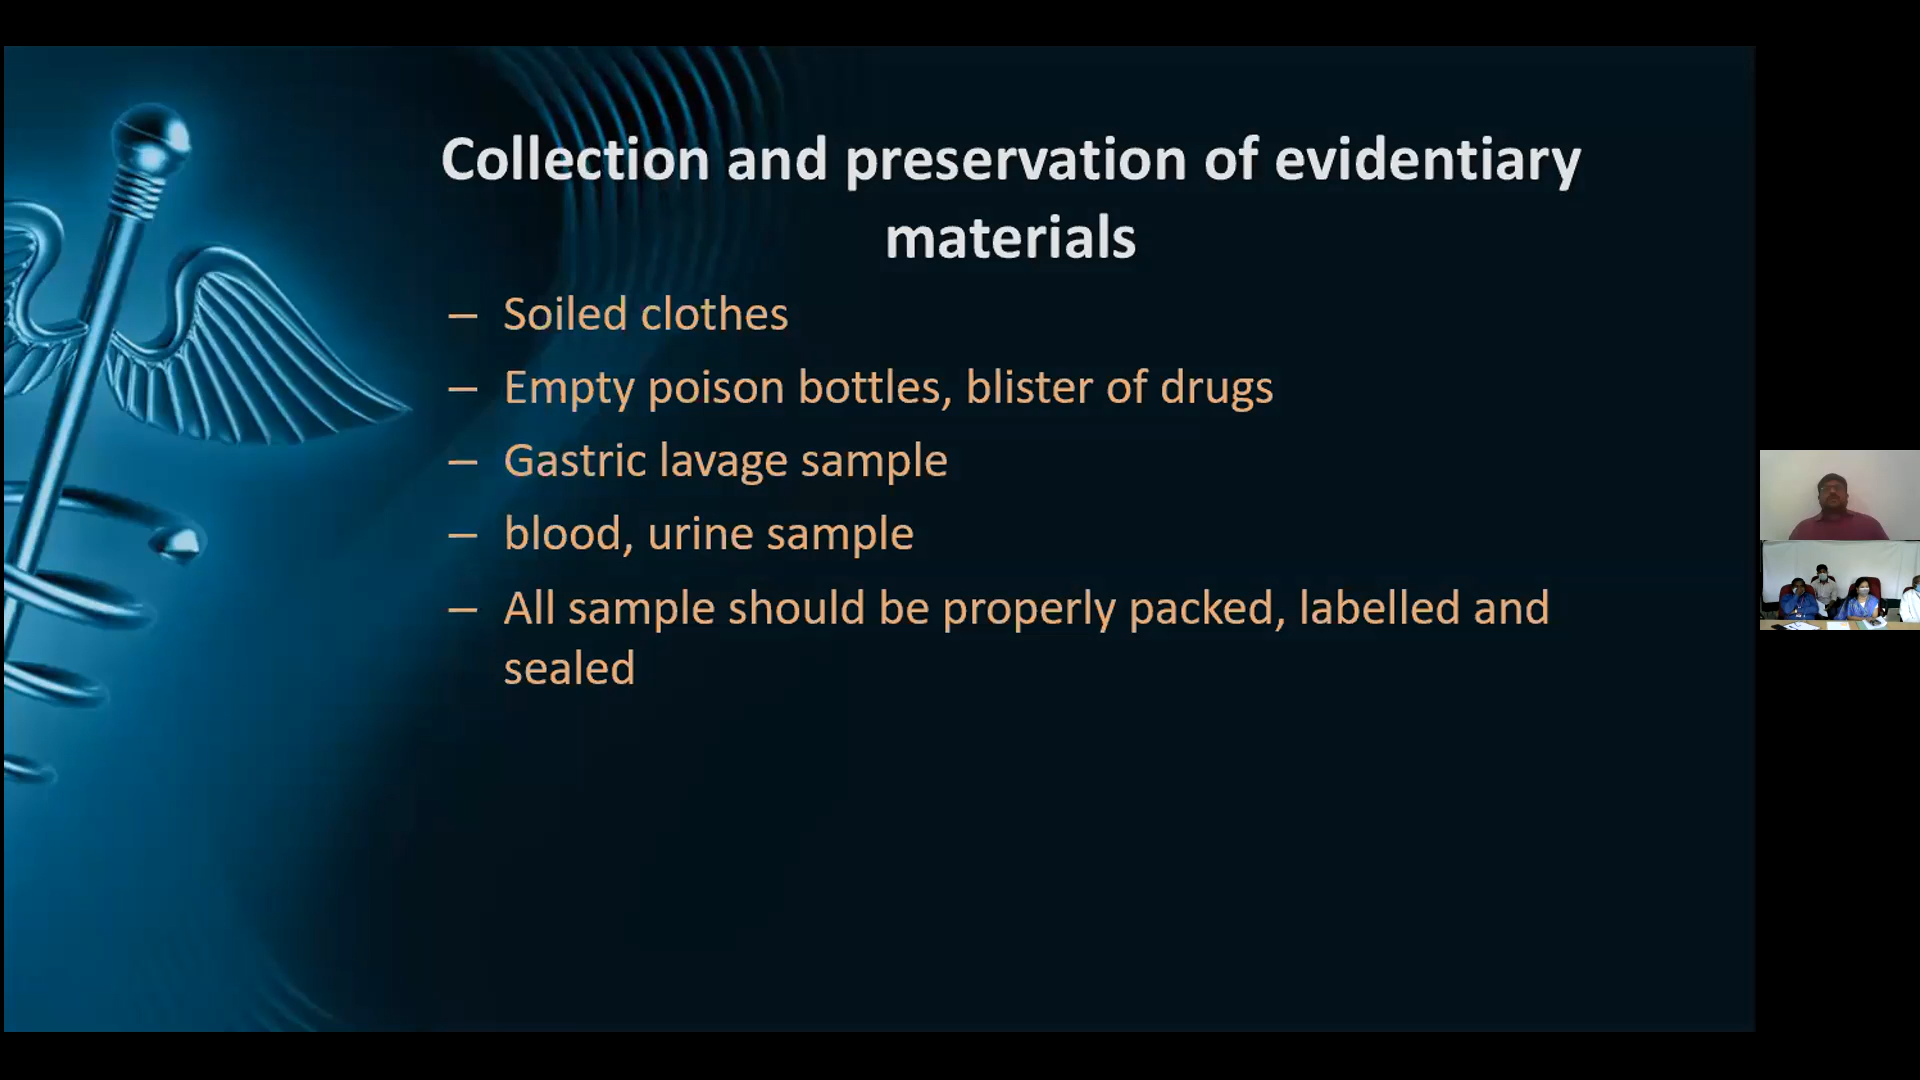 Collection and preservation of evidentiary
materials
– Soiled clothes
– Empty poison bottles, blister of drugs
– Gastric lavage sample
– blood, urine sample
– All sample should be properly packed, labelled and
sealed